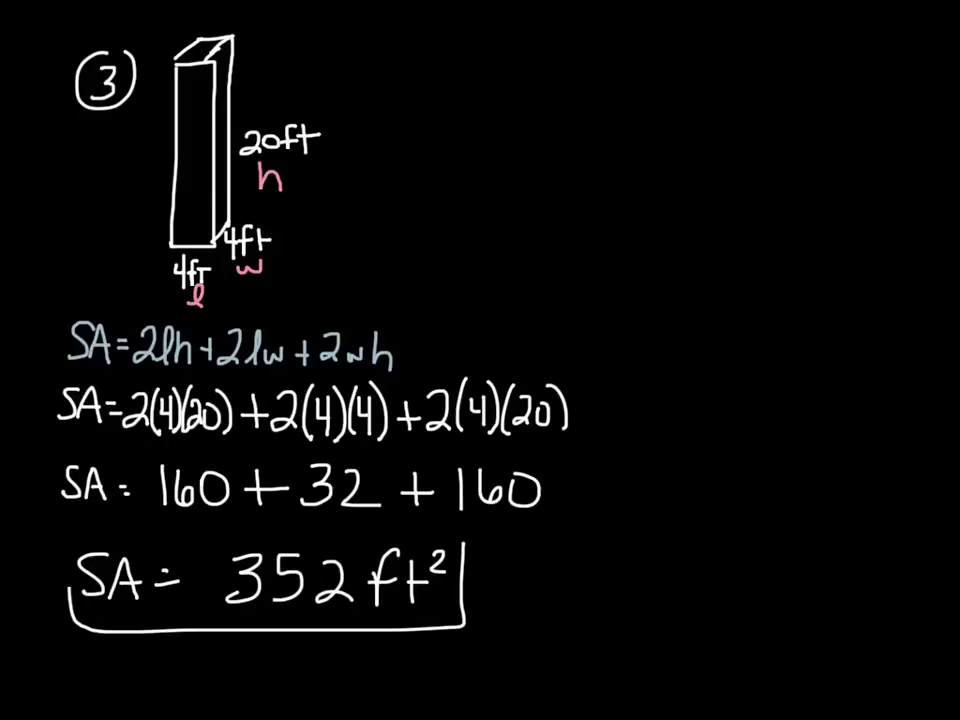 3
20ft
h
4ft
w
4ft
l
SA=2lh+2lw+2wh
SA=2(4)(20)+2(4)(4)+2(4)(20)
SA= 160+32+160
SA= 352ft²